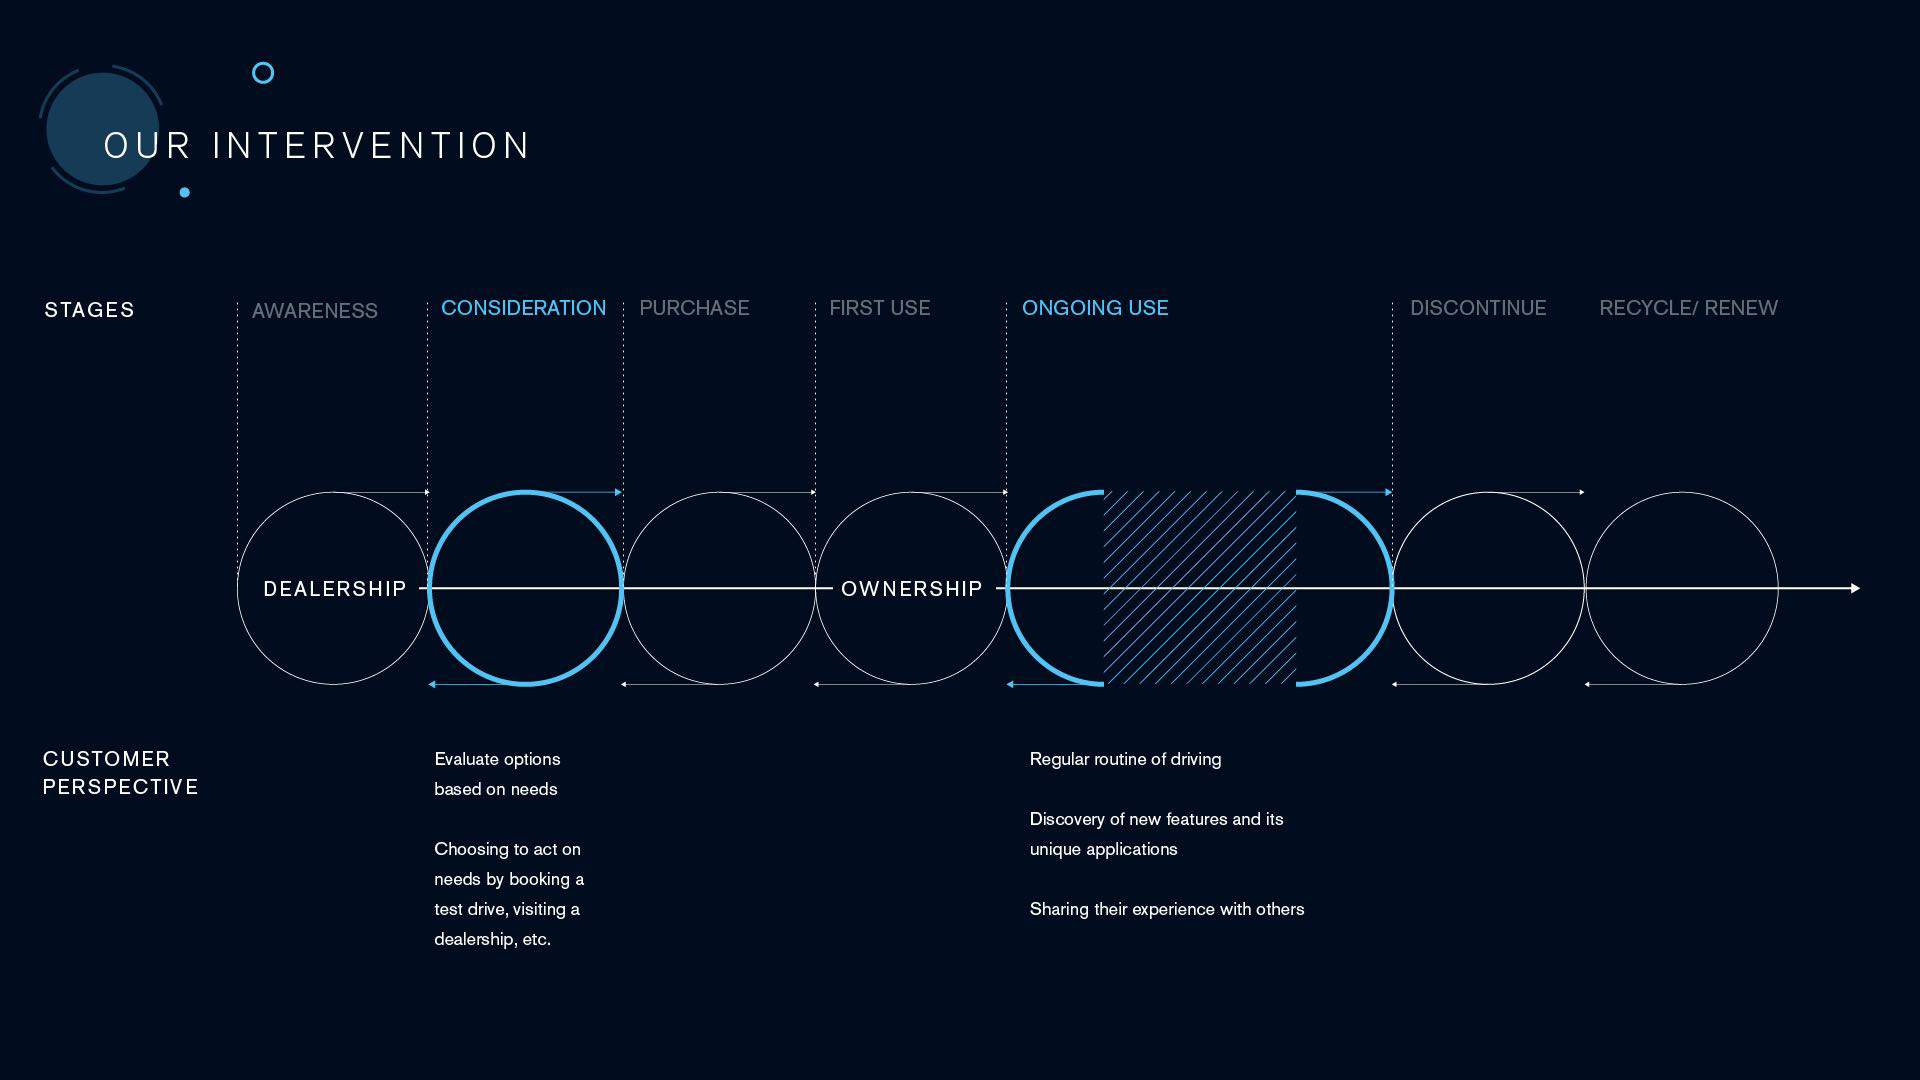 OUR INTERVENTION
STAGES
AWARENESS
CONSIDERATION
PURCHASE
FIRST USE
ONGOING USE
DISCONTINUE
RECYCLE/ RENEW
DEALERSHIP
OWNERSHIP
CUSTOMER
PERSPECTIVE
Evaluate options
based on needs
Choosing to act on
needs by booking a
test drive, visiting a
dealership, etc.
Regular routine of driving
Discovery of new features and its
unique applications
Sharing their experience with others